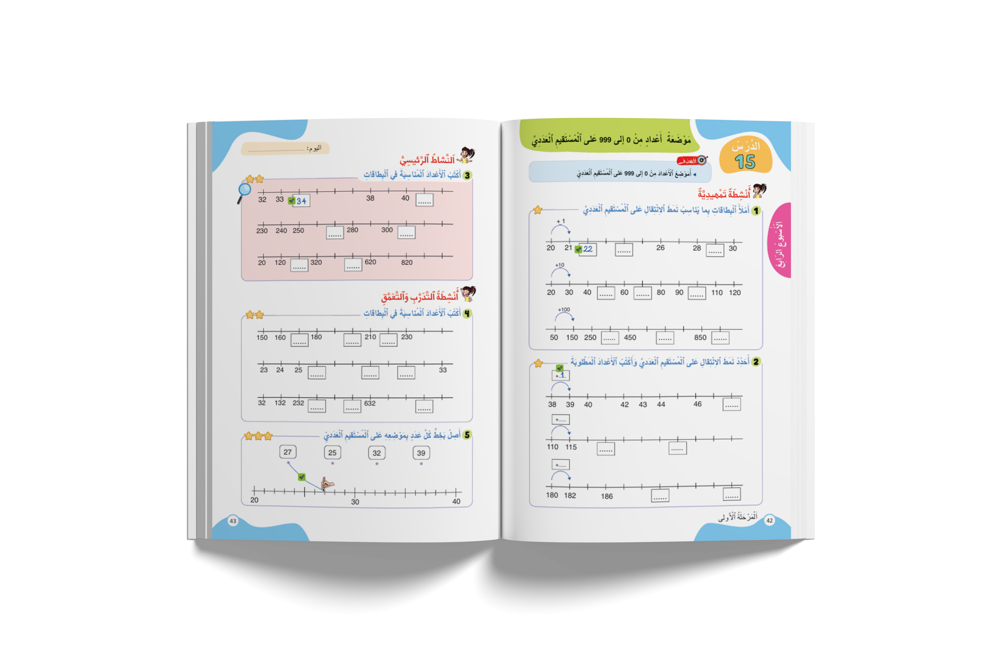 مَوْضَعَةُ أَعْدادٍ مِنْ 0 إلى 999 عَلى ٱلْمُسْتَقيمِ ٱلْعَدَدِيِّ
اَلدَّرْسُ
15
الْهَدَفُ
◄ أُمَوْضِعُ ٱلْأَعْدادَ مِنْ 0 إلى 999 عَلى ٱلْمُسْتَقيمِ ٱلْعَدَدِيِّ
أَنْشِطَةٌ تَمْهيدِيَّةٌ
1 أَمْلَأُ ٱلْبِطاقاتِ بِما يُناسِبُ نَمَطَ ٱلِانْتِقالِ عَلى ٱلْمُسْتَقيمِ ٱلْعَدَدِيِّ
+ 1
20 21 22 ...... 26 28 ...... 30
+10
20 30 40 ...... 60 ...... 80 90 ...... 110 120
+100
50 150 250 ...... 450 ...... 850 ......
الْأُسْبوعُ الرّابِعُ
2 أُحَدِّدُ نَمَطَ ٱلِانْتِقالِ عَلى ٱلْمُسْتَقيمِ ٱلْعَدَدِيِّ وَأَكْتُبُ ٱلْأَعْدادَ ٱلْمَطْلوبَةَ
+..1..
38 39 40 42 43 44 46 ......
+.....
110 115 ...... ......
+.....
180 182 186 ...... ......
اَلْمَرْحَلَةُ ٱلْأولى
42
اليوم: ......................................
اَلنَّشاطُ ٱلرَّئيسِيُّ
3 أَكْتُبُ ٱلْأَعْدادَ ٱلْمُناسِبَةَ في ٱلْبِطاقاتِ
32 33 34 38 40 ......
230 240 250 ...... 280 300 ......
20 120 ...... 320 ...... 620 820
أَنْشِطَةُ ٱلتَّدَرُّبِ وَٱلتَّعَمُّقِ
4 أَكْتُبُ ٱلْأَعْدادَ ٱلْمُناسِبَةَ في ٱلْبِطاقاتِ
150 160 ...... 180 ...... 210 ...... 230
23 24 25 ...... ...... ...... 33
32 132 232 ...... ...... 632 ......
5 أَصِلُ بَخِطٍّ كُلَّ عَدَدٍ بِمَوْضِعِهِ عَلى ٱلْمُسْتَقيمِ ٱلْعَدَدِيِّ
27 25 32 39
20 30 40
43